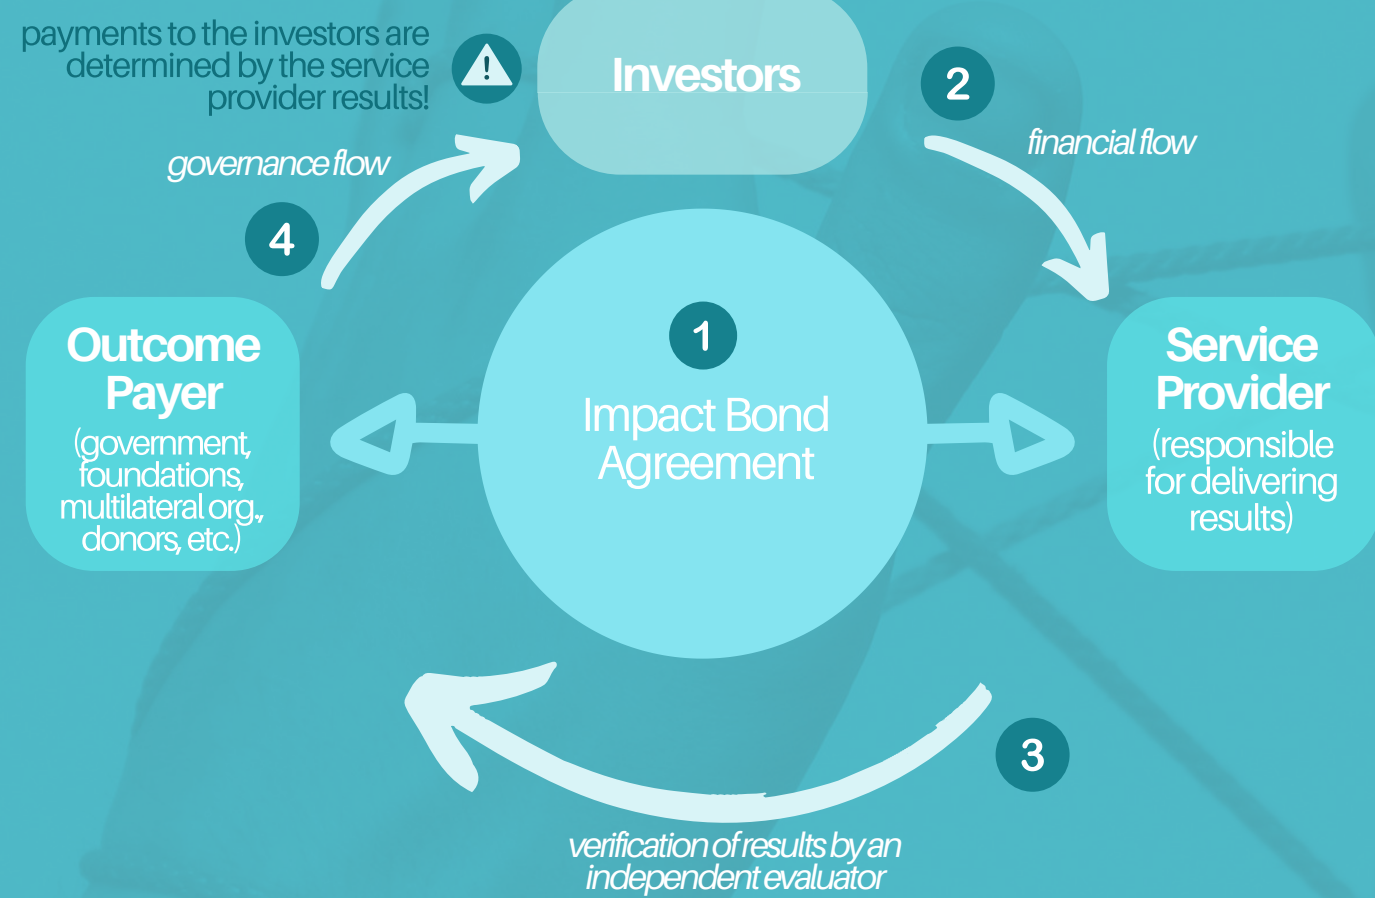 payments to the investors are
determined by the service
provider results!
Investors
2
financial flow
governance flow
4
1
Impact Bond
Agreement
Outcome
Payer
(government,
foundations,
multilateral org.,
donors, etc.)
Service
Provider
(responsible
for delivering
results)
3
verification of results by an
independent evaluator